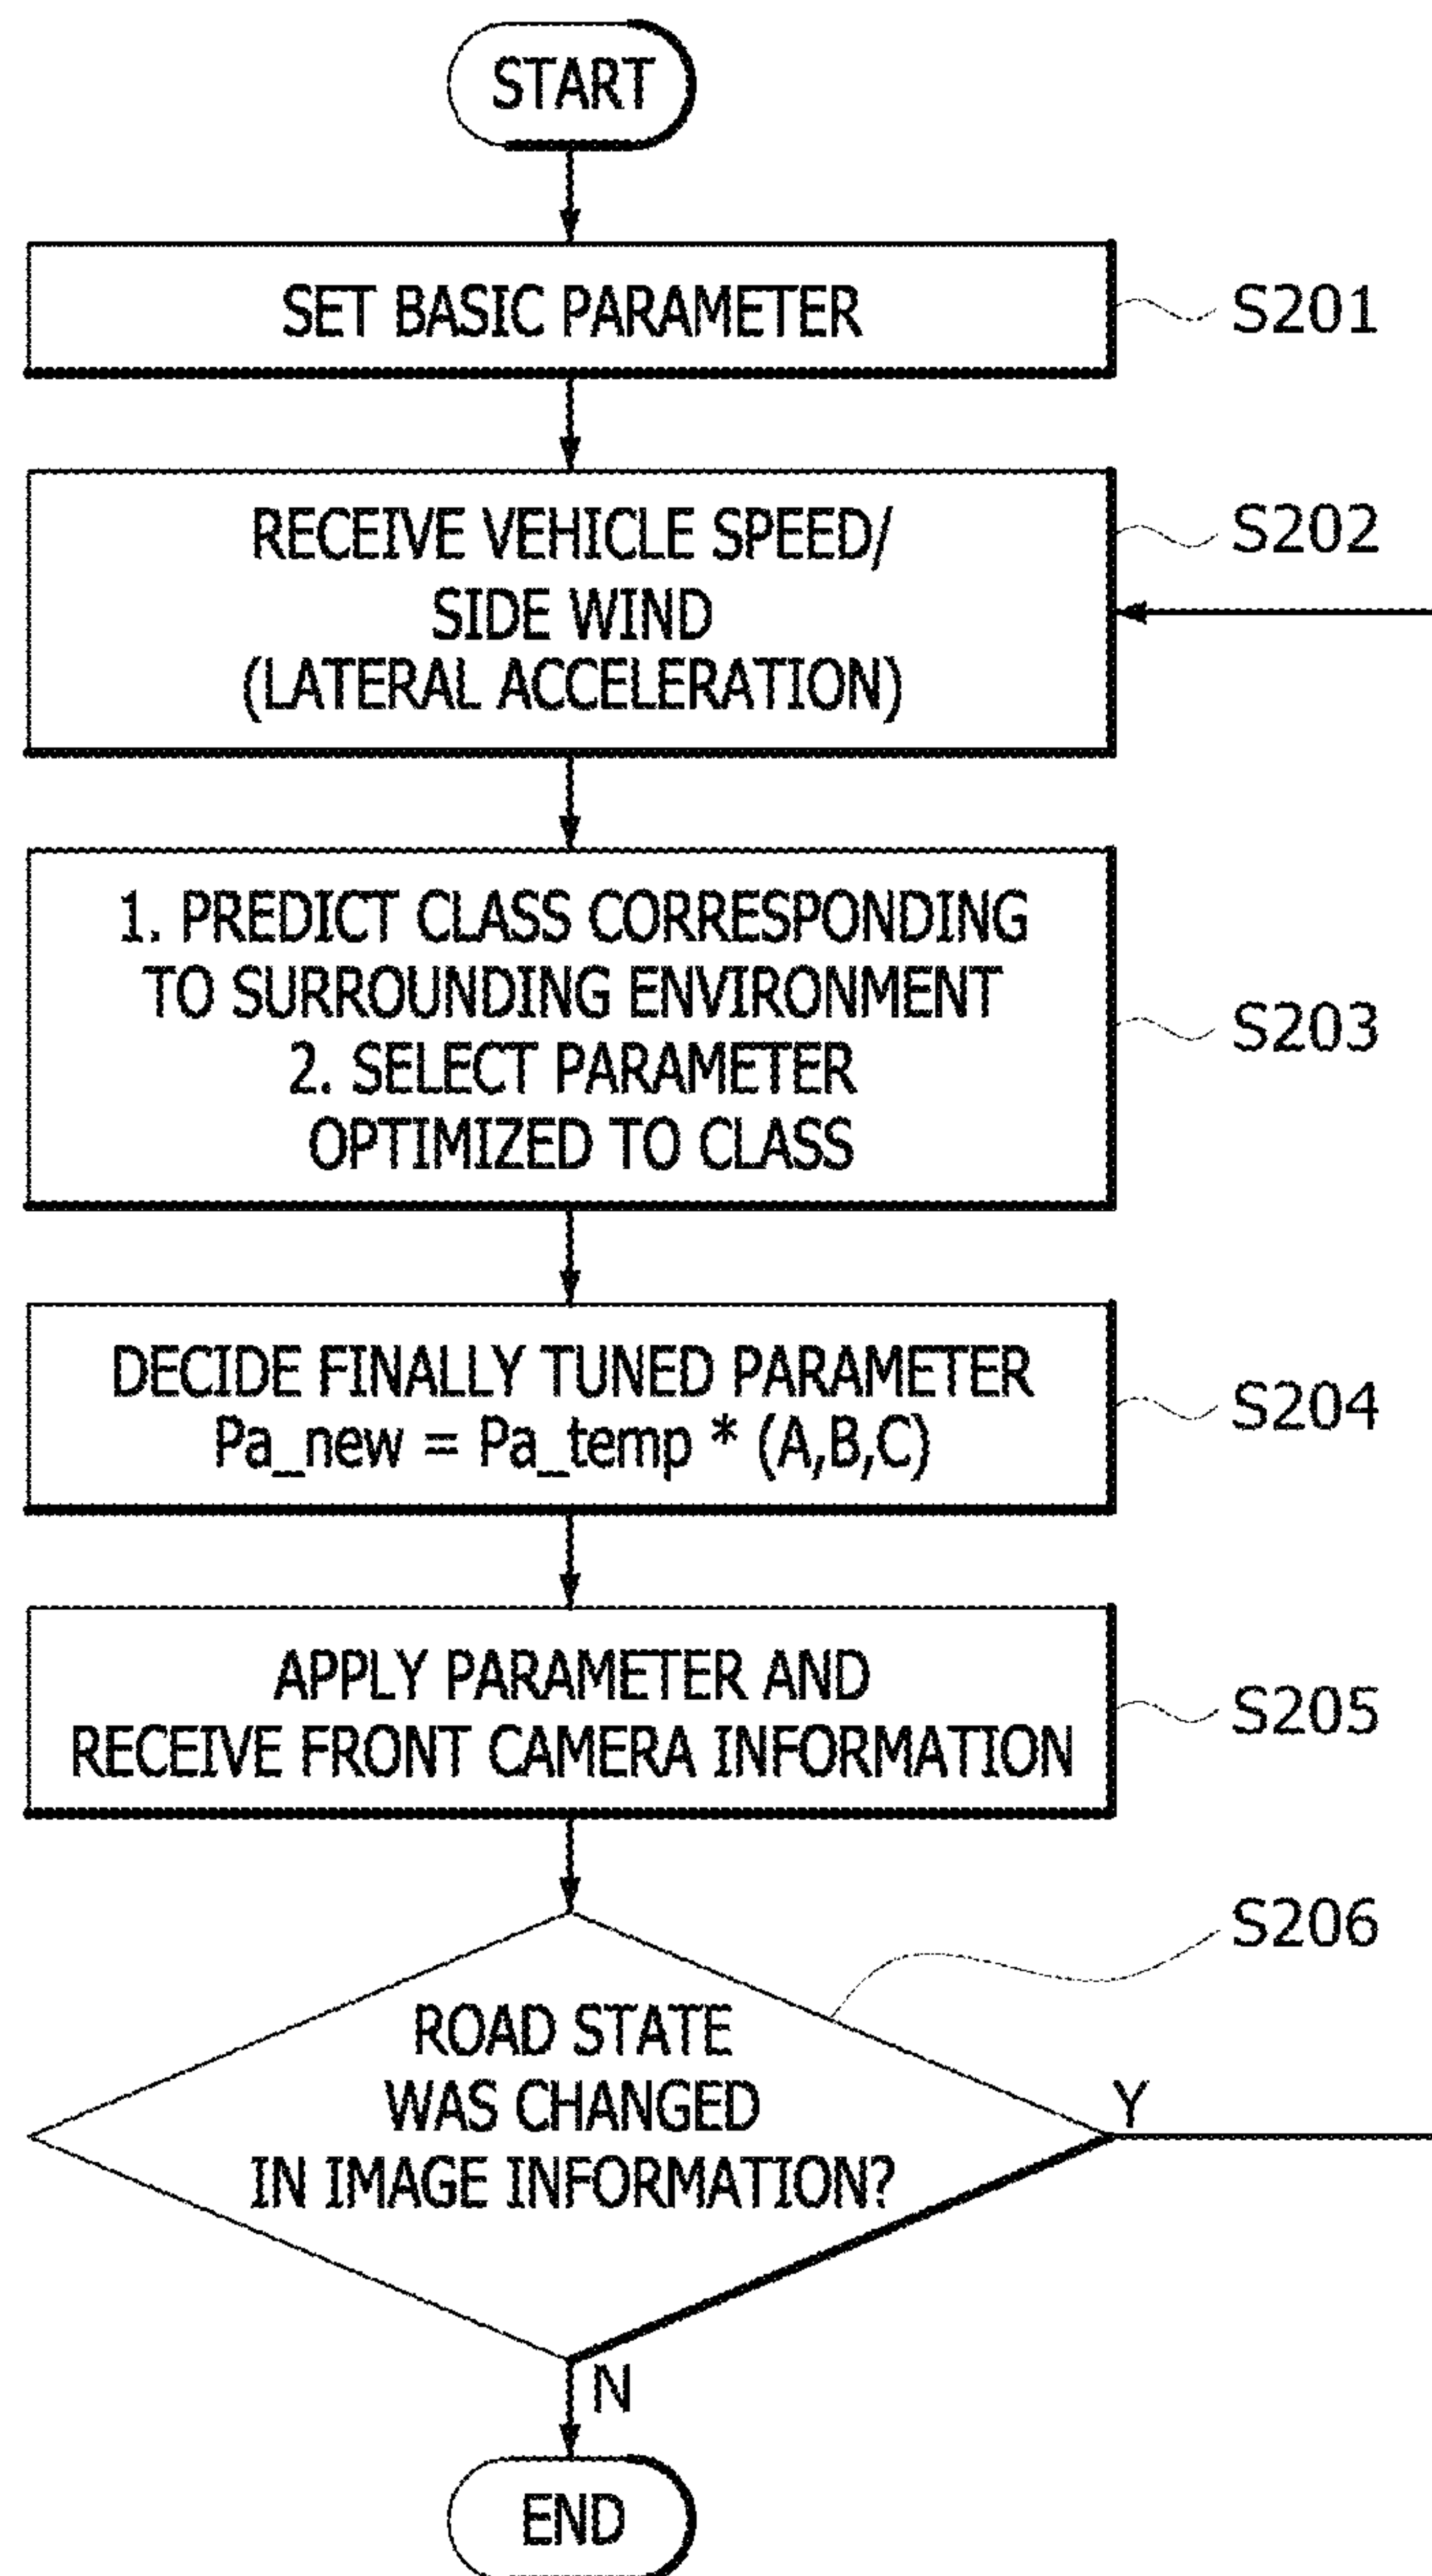 START
SET BASIC PARAMETER
S201
RECEIVE VEHICLE SPEED/
SIDE WIND
(LATERAL ACCELERATION)
S202
1. PREDICT CLASS CORRESPONDING
TO SURROUNDING ENVIRONMENT
2. SELECT PARAMETER
OPTIMIZED TO CLASS
S203
DECIDE FINALLY TUNED PARAMETER
Pa_new = Pa_temp * (A,B,C)
S204
APPLY PARAMETER AND
RECEIVE FRONT CAMERA INFORMATION
S205
ROAD STATE
WAS CHANGED
IN IMAGE INFORMATION?
S206
Y
N
END